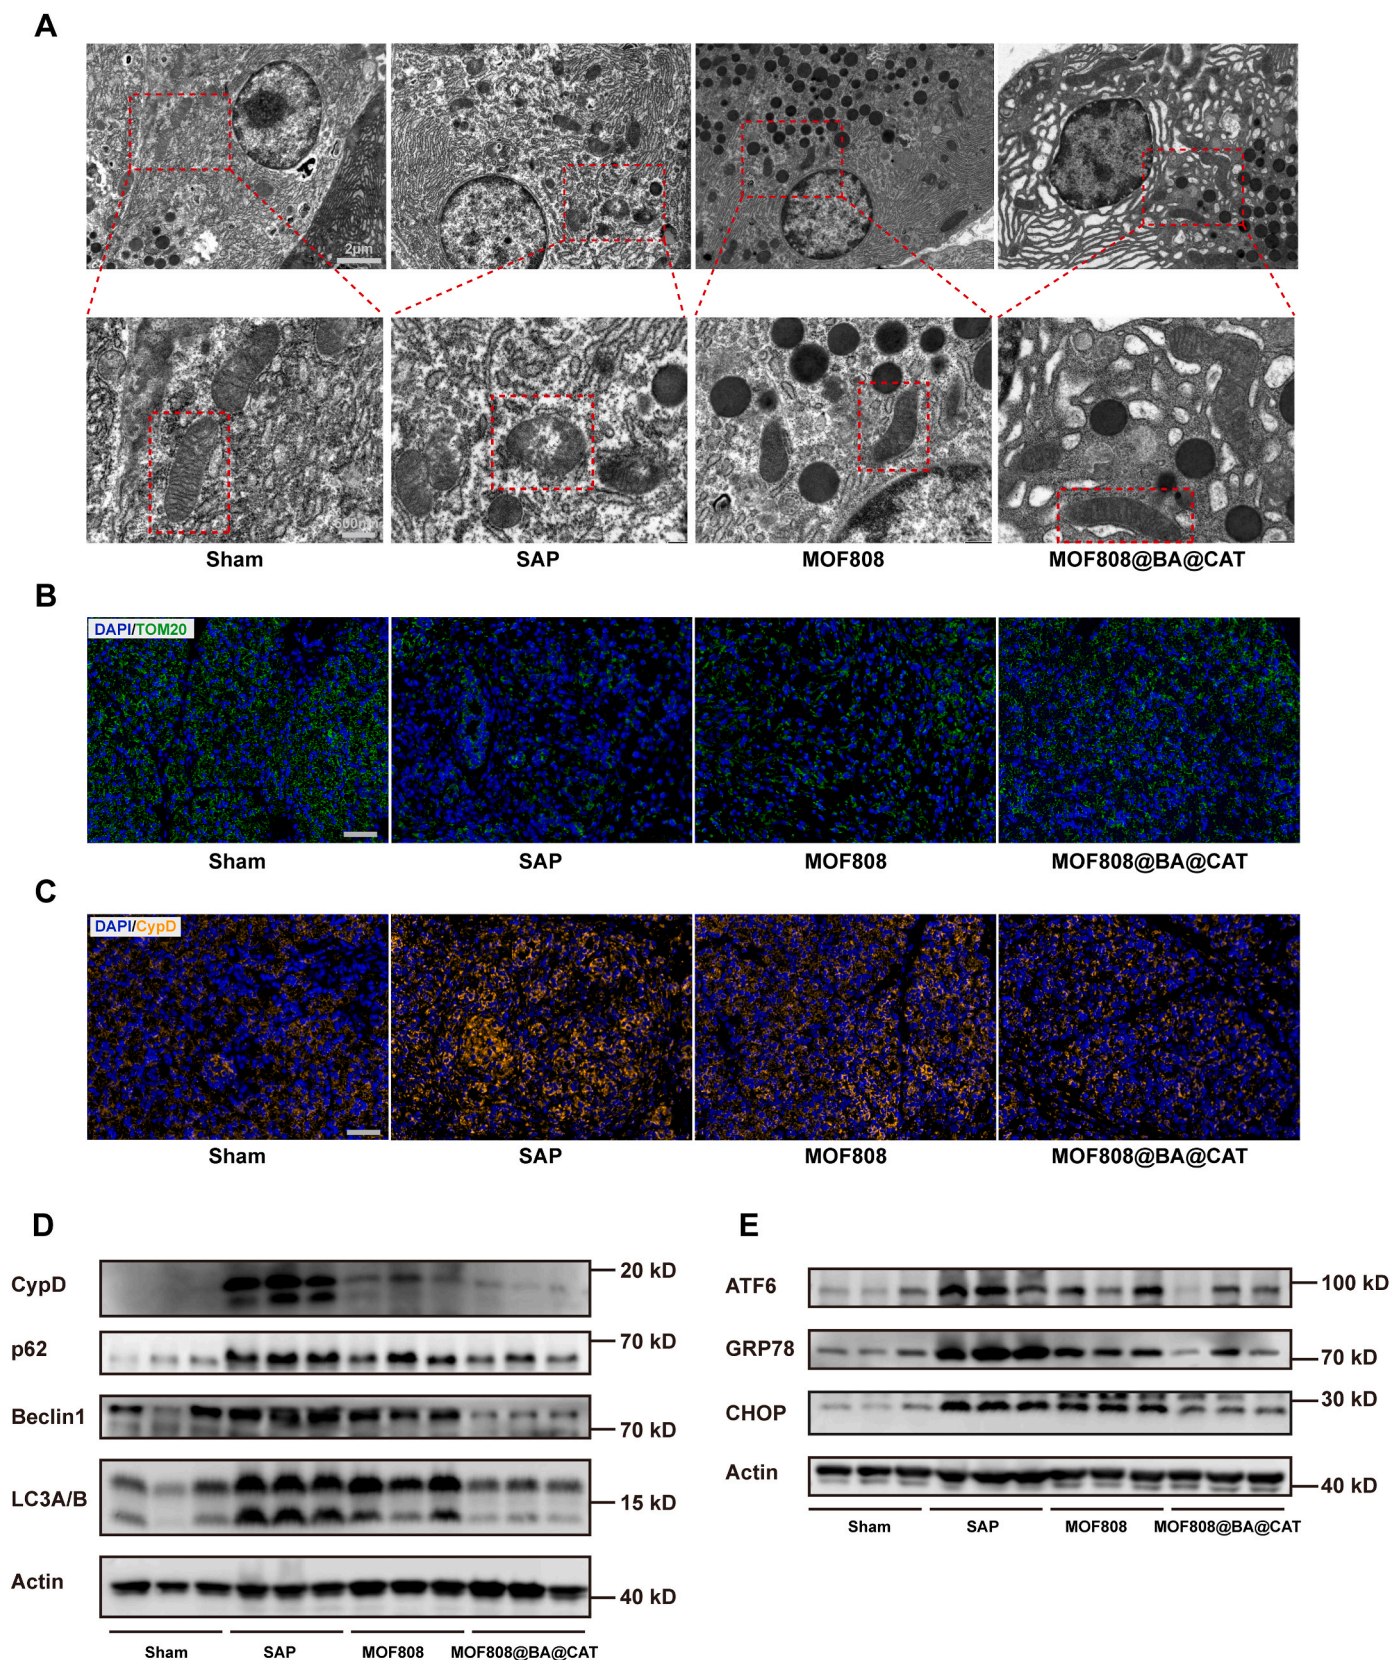 A
2μm
500nm
Sham SAP MOF808 MOF808@BA@CAT
B
DAPI/TOM20
Sham SAP MOF808 MOF808@BA@CAT
C
DAPI/CypD
Sham SAP MOF808 MOF808@BA@CAT
D
CypD 20 kD
p62 70 kD
Beclin1 70 kD
LC3A/B 15 kD
Actin 40 kD
Sham SAP MOF808 MOF808@BA@CAT
E
ATF6 100 kD
GRP78 70 kD
CHOP 30 kD
Actin 40 kD
Sham SAP MOF808 MOF808@BA@CAT